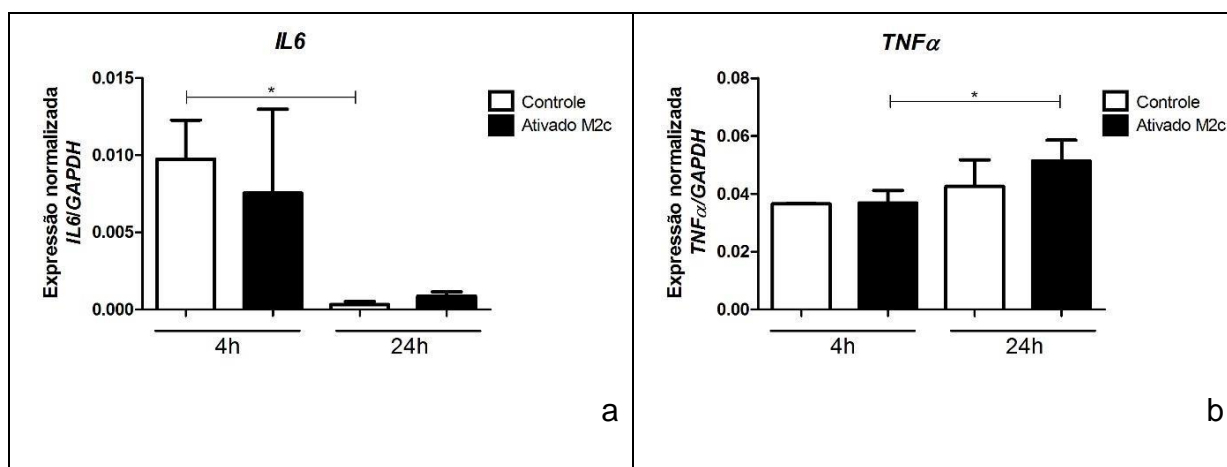 IL6
Expressão normalizada
IL6/GAPDH
0.015
0.010
0.005
0.000
*
Controle
Ativado M2c
4h
24h
a
TNFα
Expressão normalizada
TNFα/GAPDH
0.08
0.06
0.04
0.02
0.00
*
Controle
Ativado M2c
4h
24h
b